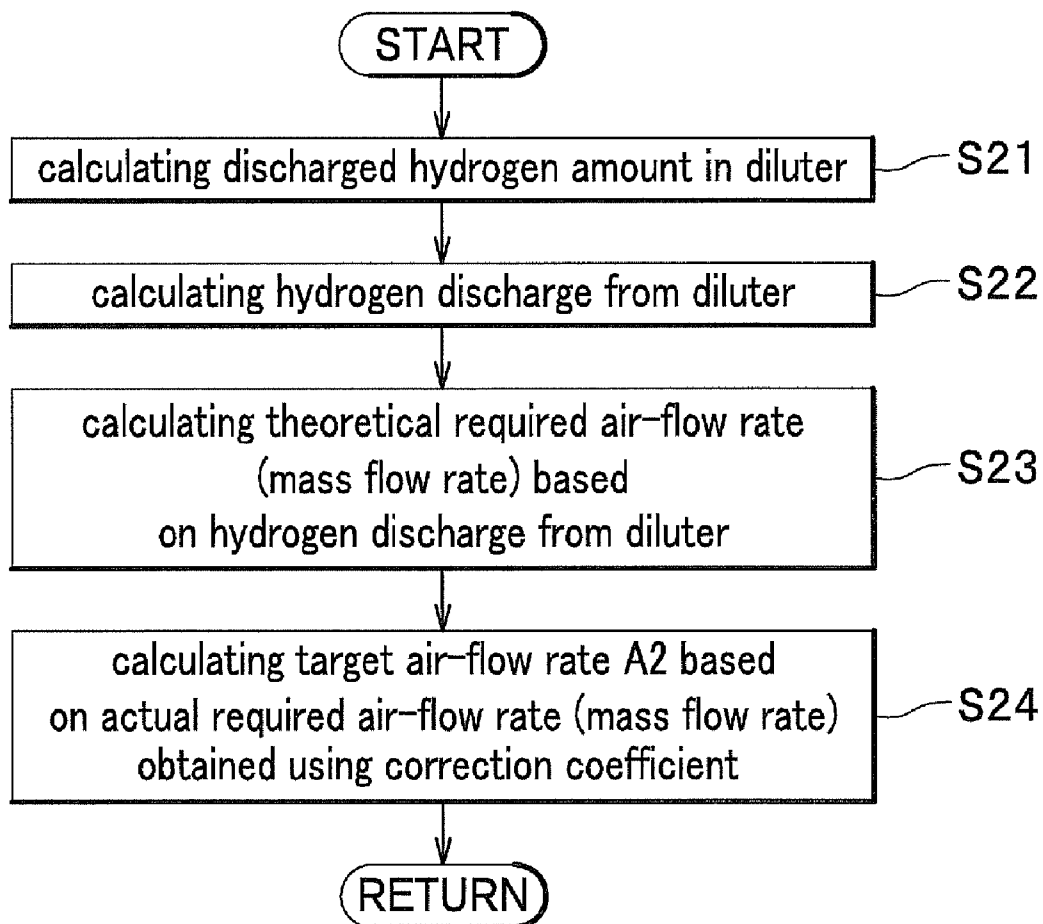 START
calculating discharged hydrogen amount in diluter
S21
calculating hydrogen discharge from diluter
S22
calculating theoretical required air-flow rate
(mass flow rate) based
on hydrogen discharge from diluter
S23
calculating target air-flow rate A2 based
on actual required air-flow rate (mass flow rate)
obtained using correction coefficient
S24
RETURN